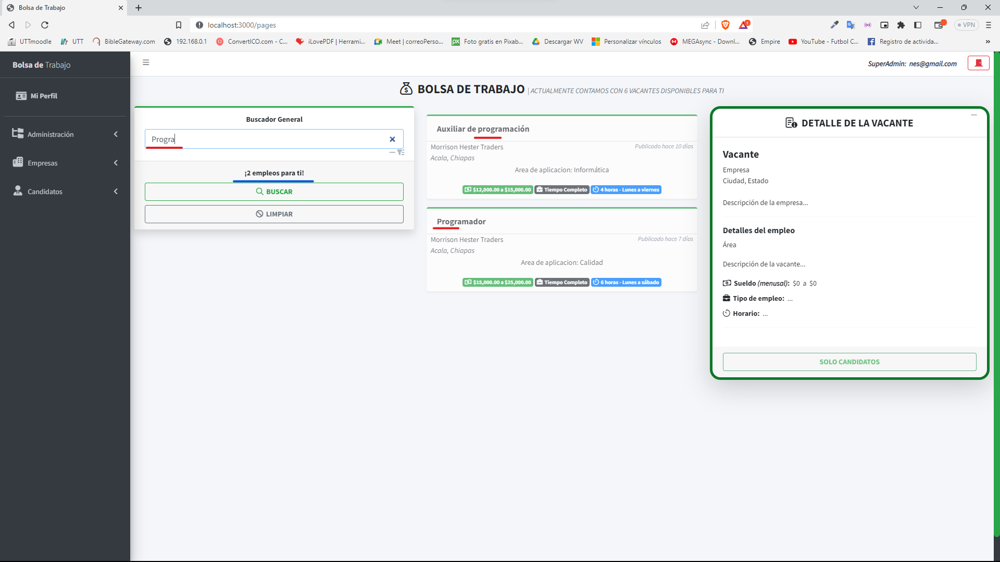 Bolsa de Trabajo
localhost:3000/pages
1
VPN
UTTmoodle
UTT
BibleGateway.com
192.168.0.1
ConvertICO.com - C...
iLovePDF | Herrami...
Meet | correoPerso...
Foto gratis en Pixab...
Descargar WV
Personalizar vínculos
MEGAsync - Downl...
Empire
YouTube - Futbol C...
Registro de activida...
»
Bolsa de Trabajo
SuperAdmin: nes@gmail.com
Mi Perfil
Administración
Empresas
Candidatos
BOLSA DE TRABAJO | ACTUALMENTE CONTAMOS CON 6 VACANTES DISPONIBLES PARA TI
Buscador General
Progra
¡2 empleos para ti!
BUSCAR
LIMPIAR
Auxiliar de programación
Morrison Hester Traders
Publicado hace 10 días
Acala, Chiapas
Area de aplicacion: Informática
$12,000.00 a $15,000.00
Tiempo Completo
4 horas - Lunes a viernes
Programador
Morrison Hester Traders
Publicado hace 7 días
Acala, Chiapas
Area de aplicacion: Calidad
$15,000.00 a $25,000.00
Tiempo Completo
6 horas - Lunes a sábado
DETALLE DE LA VACANTE
Vacante
Empresa
Ciudad, Estado
Descripción de la empresa...
Detalles del empleo
Área
Descripción de la vacante...
Sueldo (menusal): $0 a $0
Tipo de empleo: ...
Horario: ...
SOLO CANDIDATOS